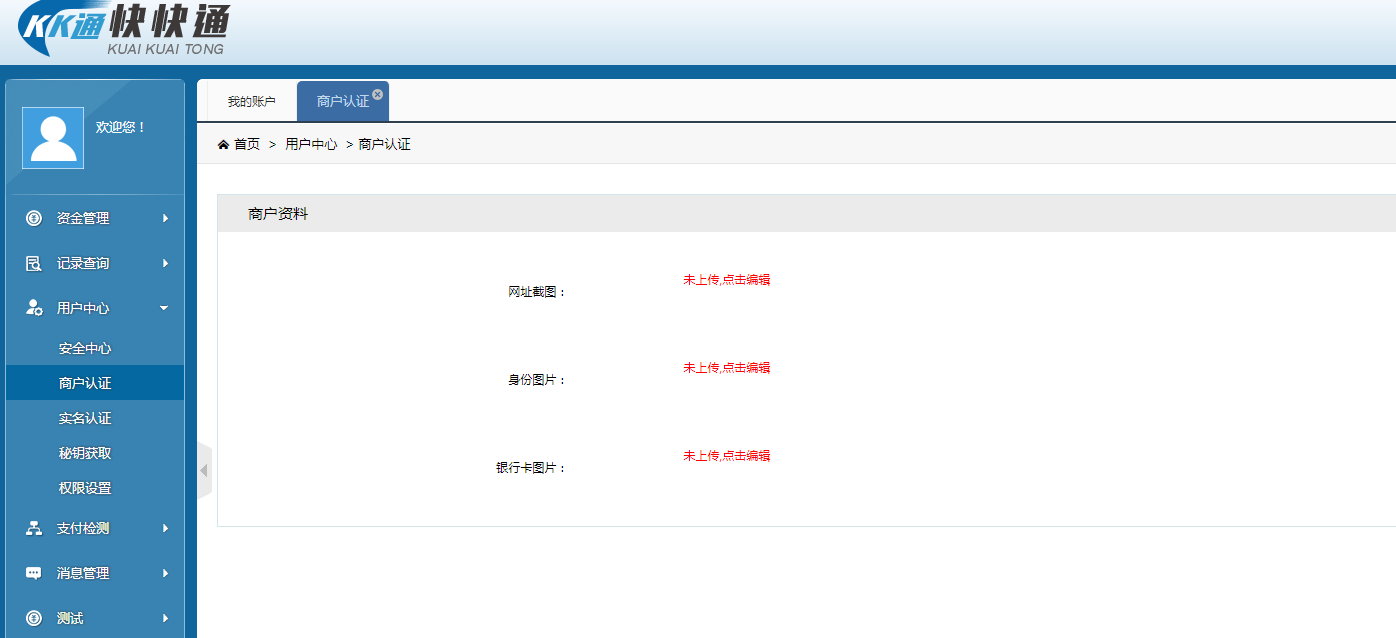 KK通 快快通
KUAI KUAI TONG
欢迎您！
资金管理
记录查询
用户中心
安全中心
商户认证
实名认证
秘钥获取
权限设置
支付检测
消息管理
测试
我的账户
商户认证
首页 > 用户中心 > 商户认证
商户资料
网址截图：
未上传,点击编辑
身份图片：
未上传,点击编辑
银行卡图片：
未上传,点击编辑